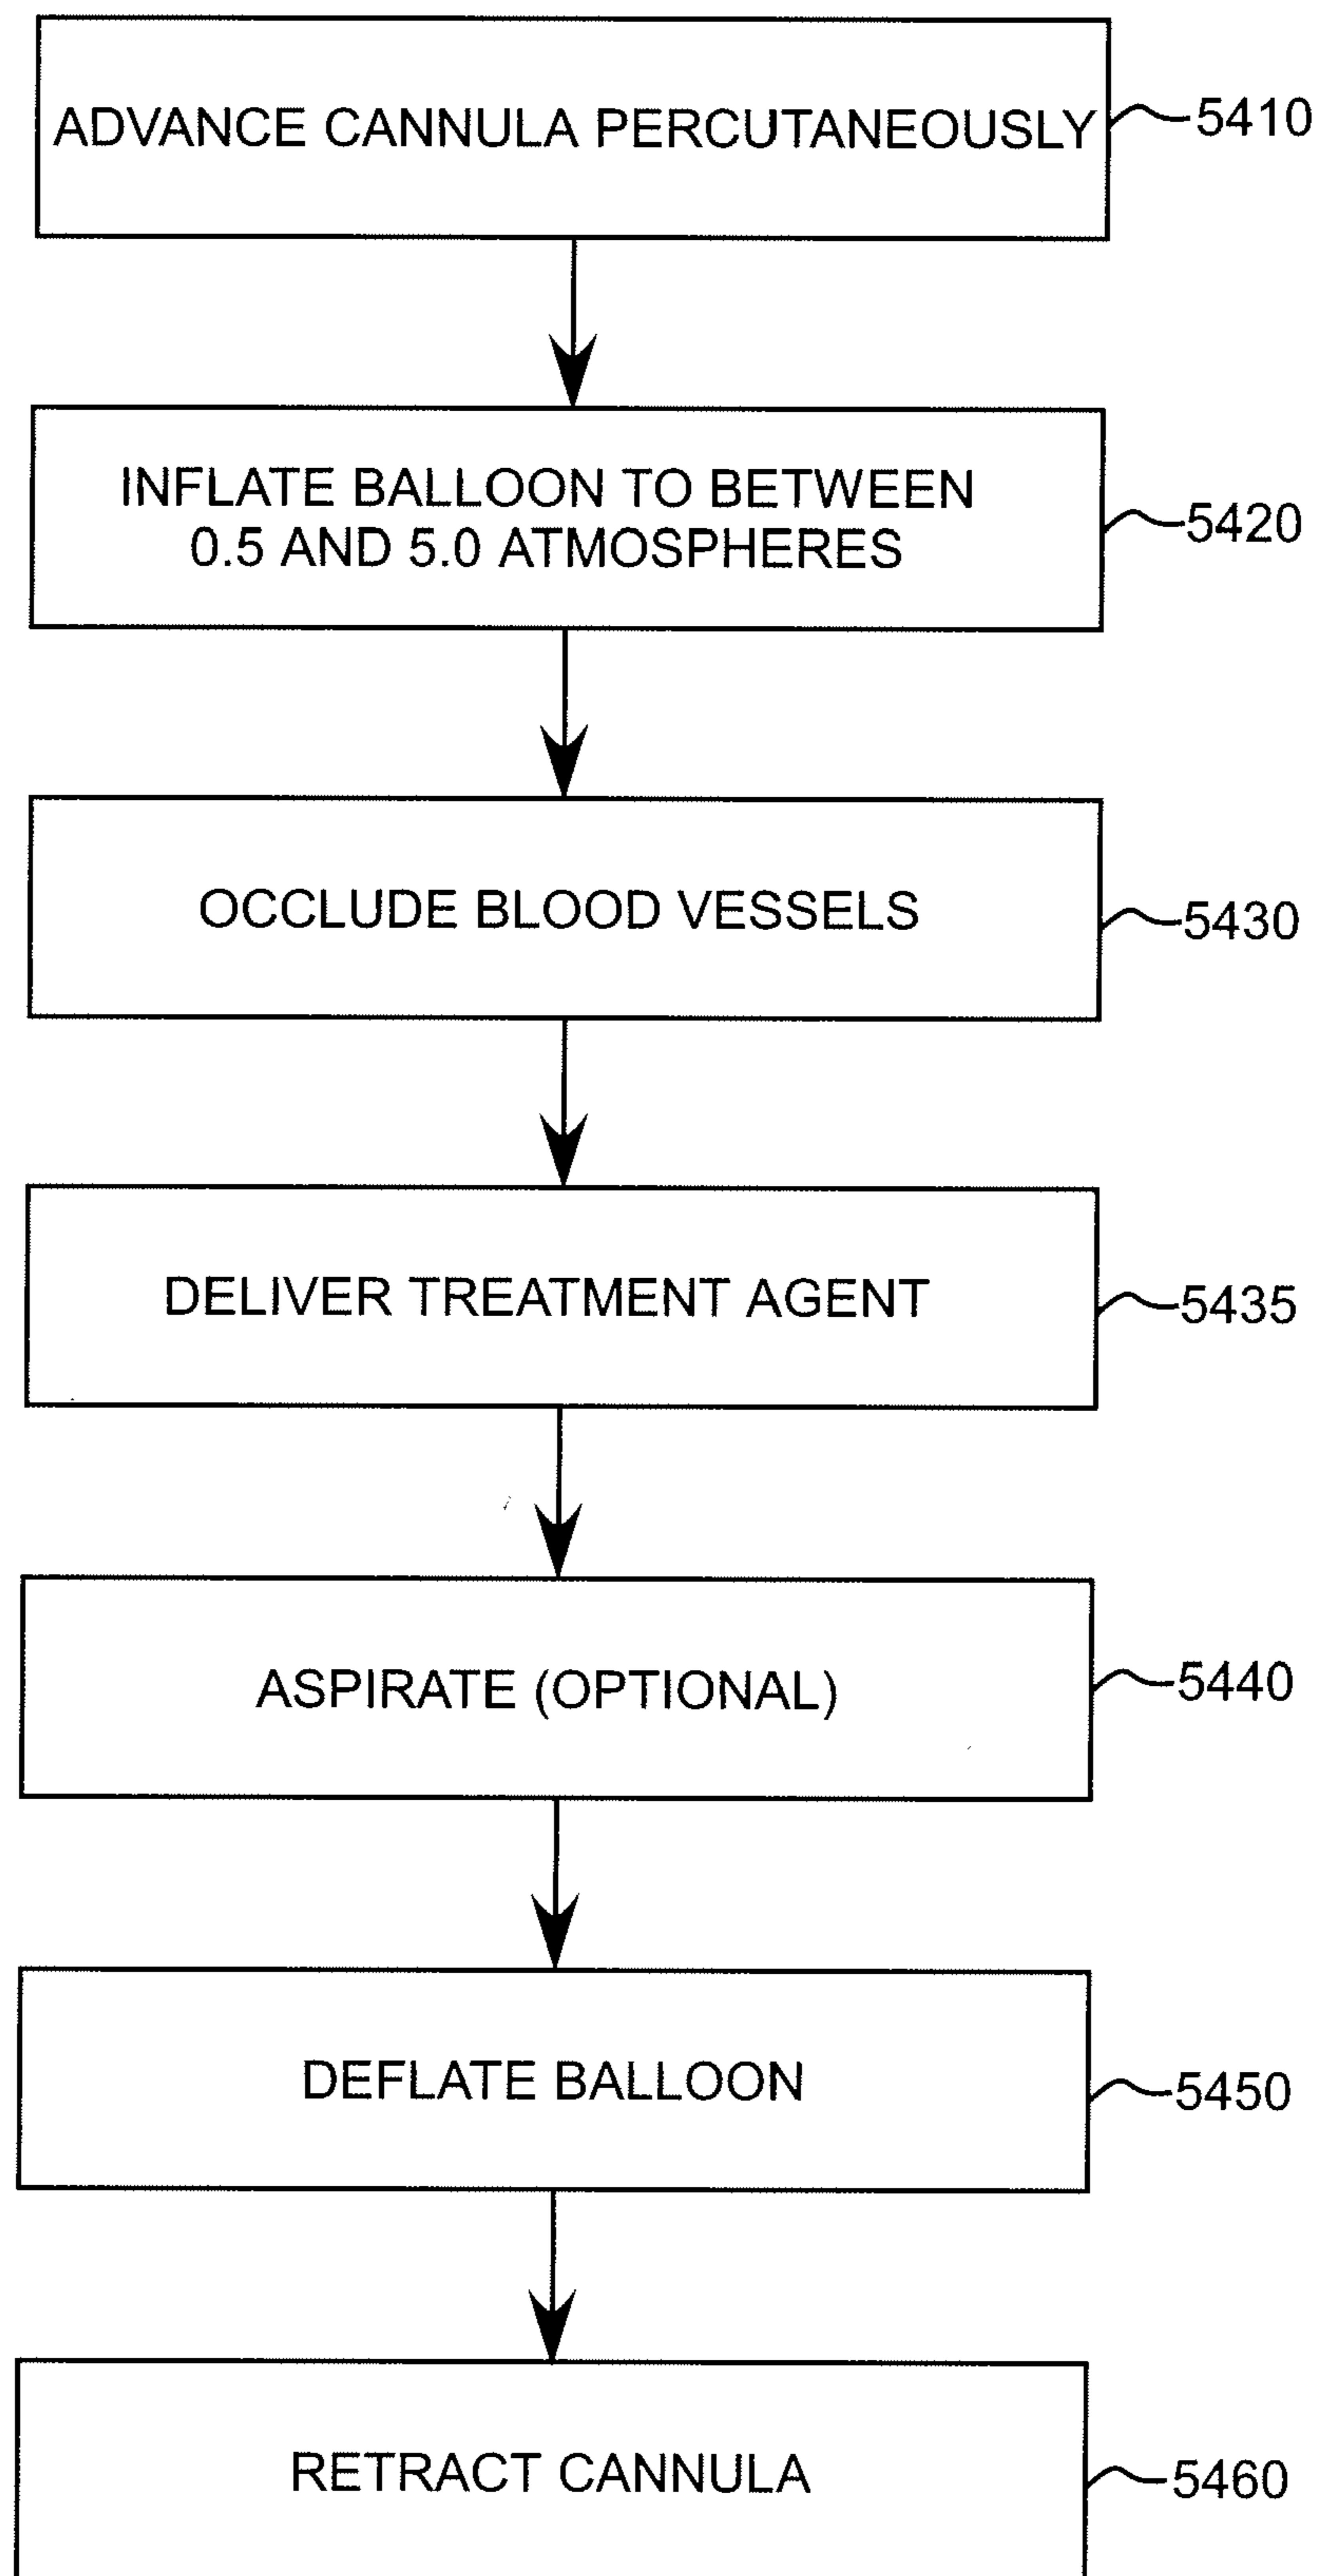 ADVANCE CANNULA PERCUTANEOUSLY
5410
INFLATE BALLOON TO BETWEEN
0.5 AND 5.0 ATMOSPHERES
5420
OCCLUDE BLOOD VESSELS
5430
DELIVER TREATMENT AGENT
5435
ASPIRATE (OPTIONAL)
5440
DEFLATE BALLOON
5450
RETRACT CANNULA
5460